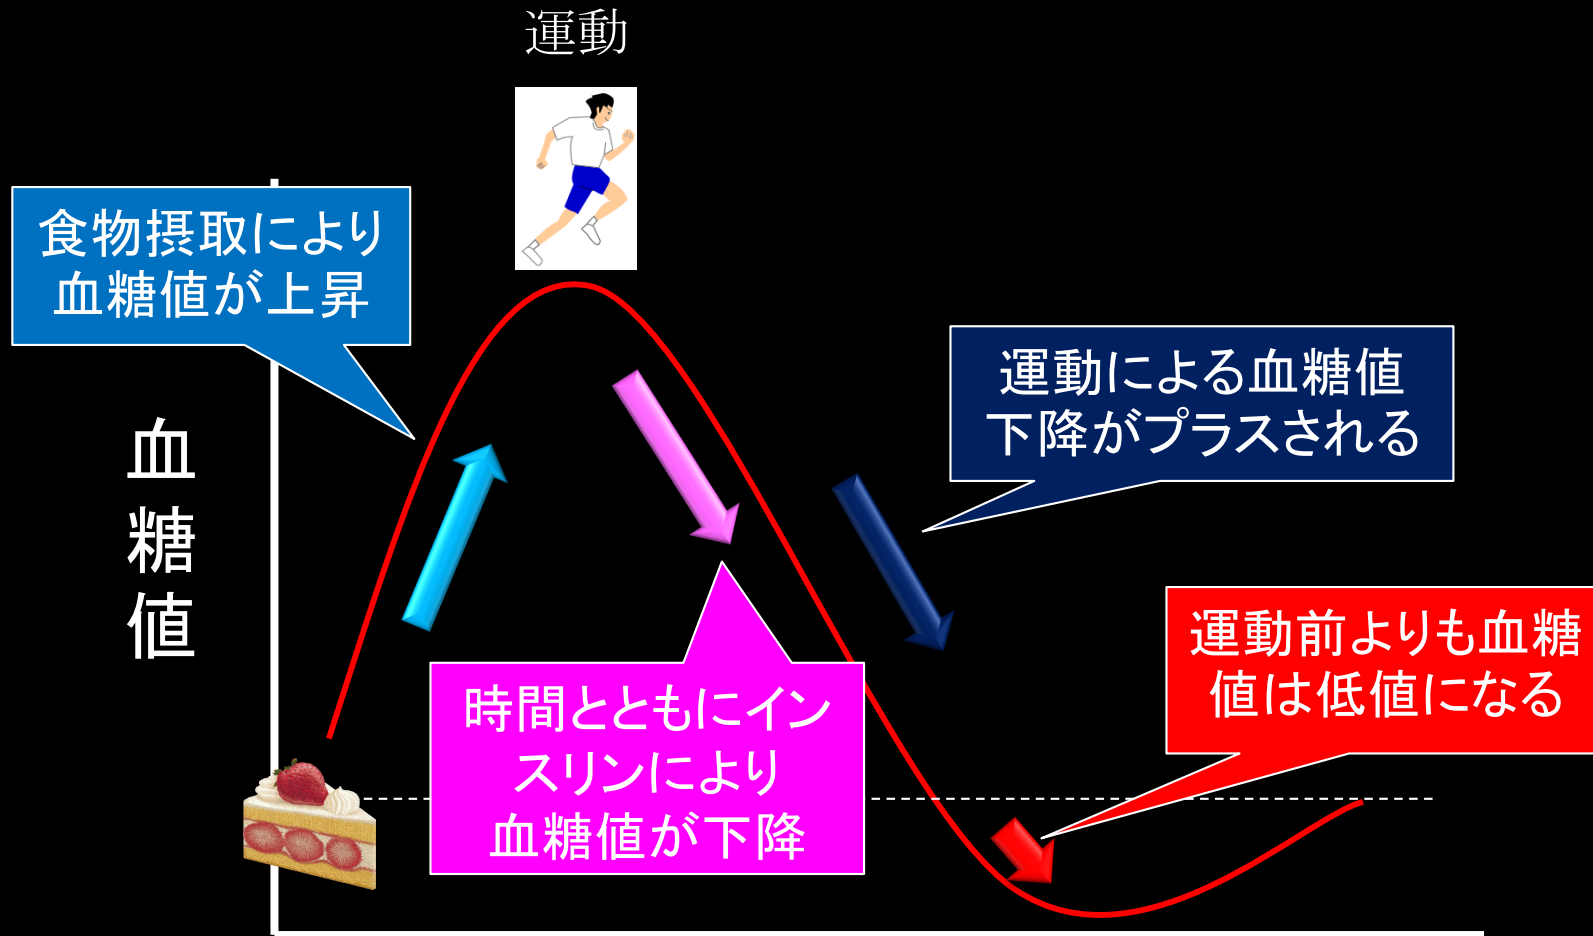 運動
食物摂取により
血糖値が上昇
血
糖
値
運動による血糖値
下降がプラスされる
時間とともにイン
スリンにより
血糖値が下降
運動前よりも血糖
値は低値になる